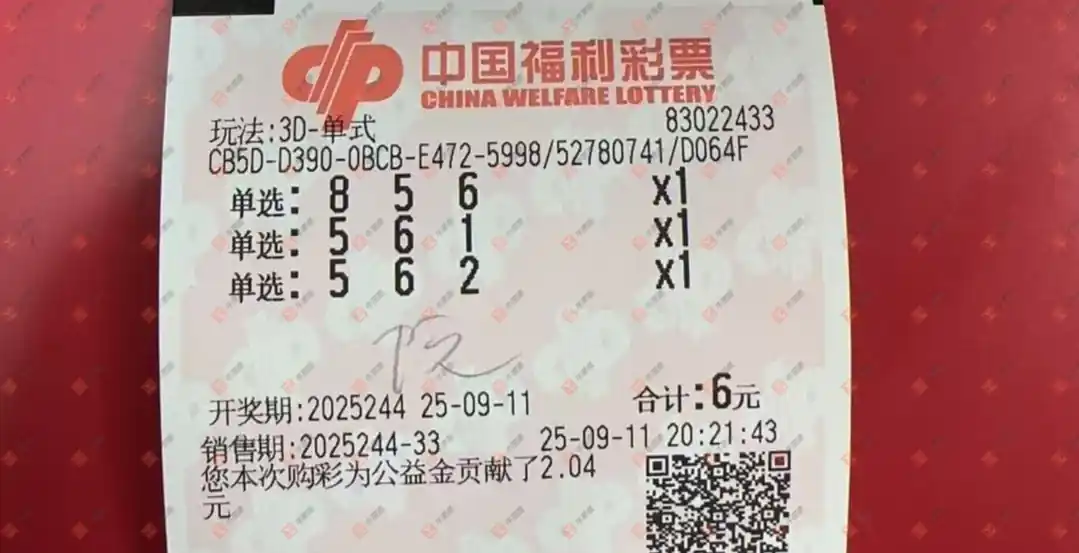 中国福利彩票
CHINA WELFARE LOTTERY
玩法:3D-单式 83022433
CB5D-D390-0BCB-E472-5998/52780741/D064F
单选: 8 5 6 x1
单选: 5 6 1 x1
单选: 5 6 2 x1
开奖期:2025244 25-09-11 合计:6元
销售期:2025244-33 25-09-11 20:21:43
您本次购彩为公益金贡献了2.04
元